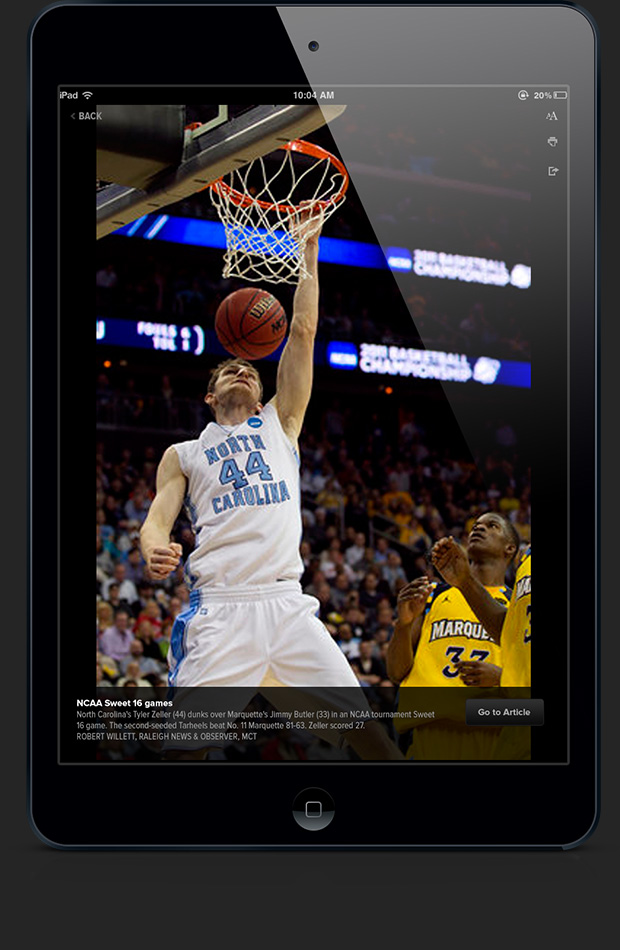 iPad 10:04 AM 20%
BACK
AA
2011 BASKETBALL
CHAMPIONSHIP
FOULS 6
TOL 1
2011 BASKETBALL
CHAMPIONSHIP
Wilson
NORTH
44
CAROLINA
MARQUE
33
NCAA Sweet 16 games
North Carolina's Tyler Zeller (44) dunks over Marquette's Jimmy Butler (33) in an NCAA tournament Sweet
16 game. The second-seeded Tarheels beat No. 11 Marquette 81-63. Zeller scored 27.
ROBERT WILLETT, RALEIGH NEWS & OBSERVER, MCT
Go to Article